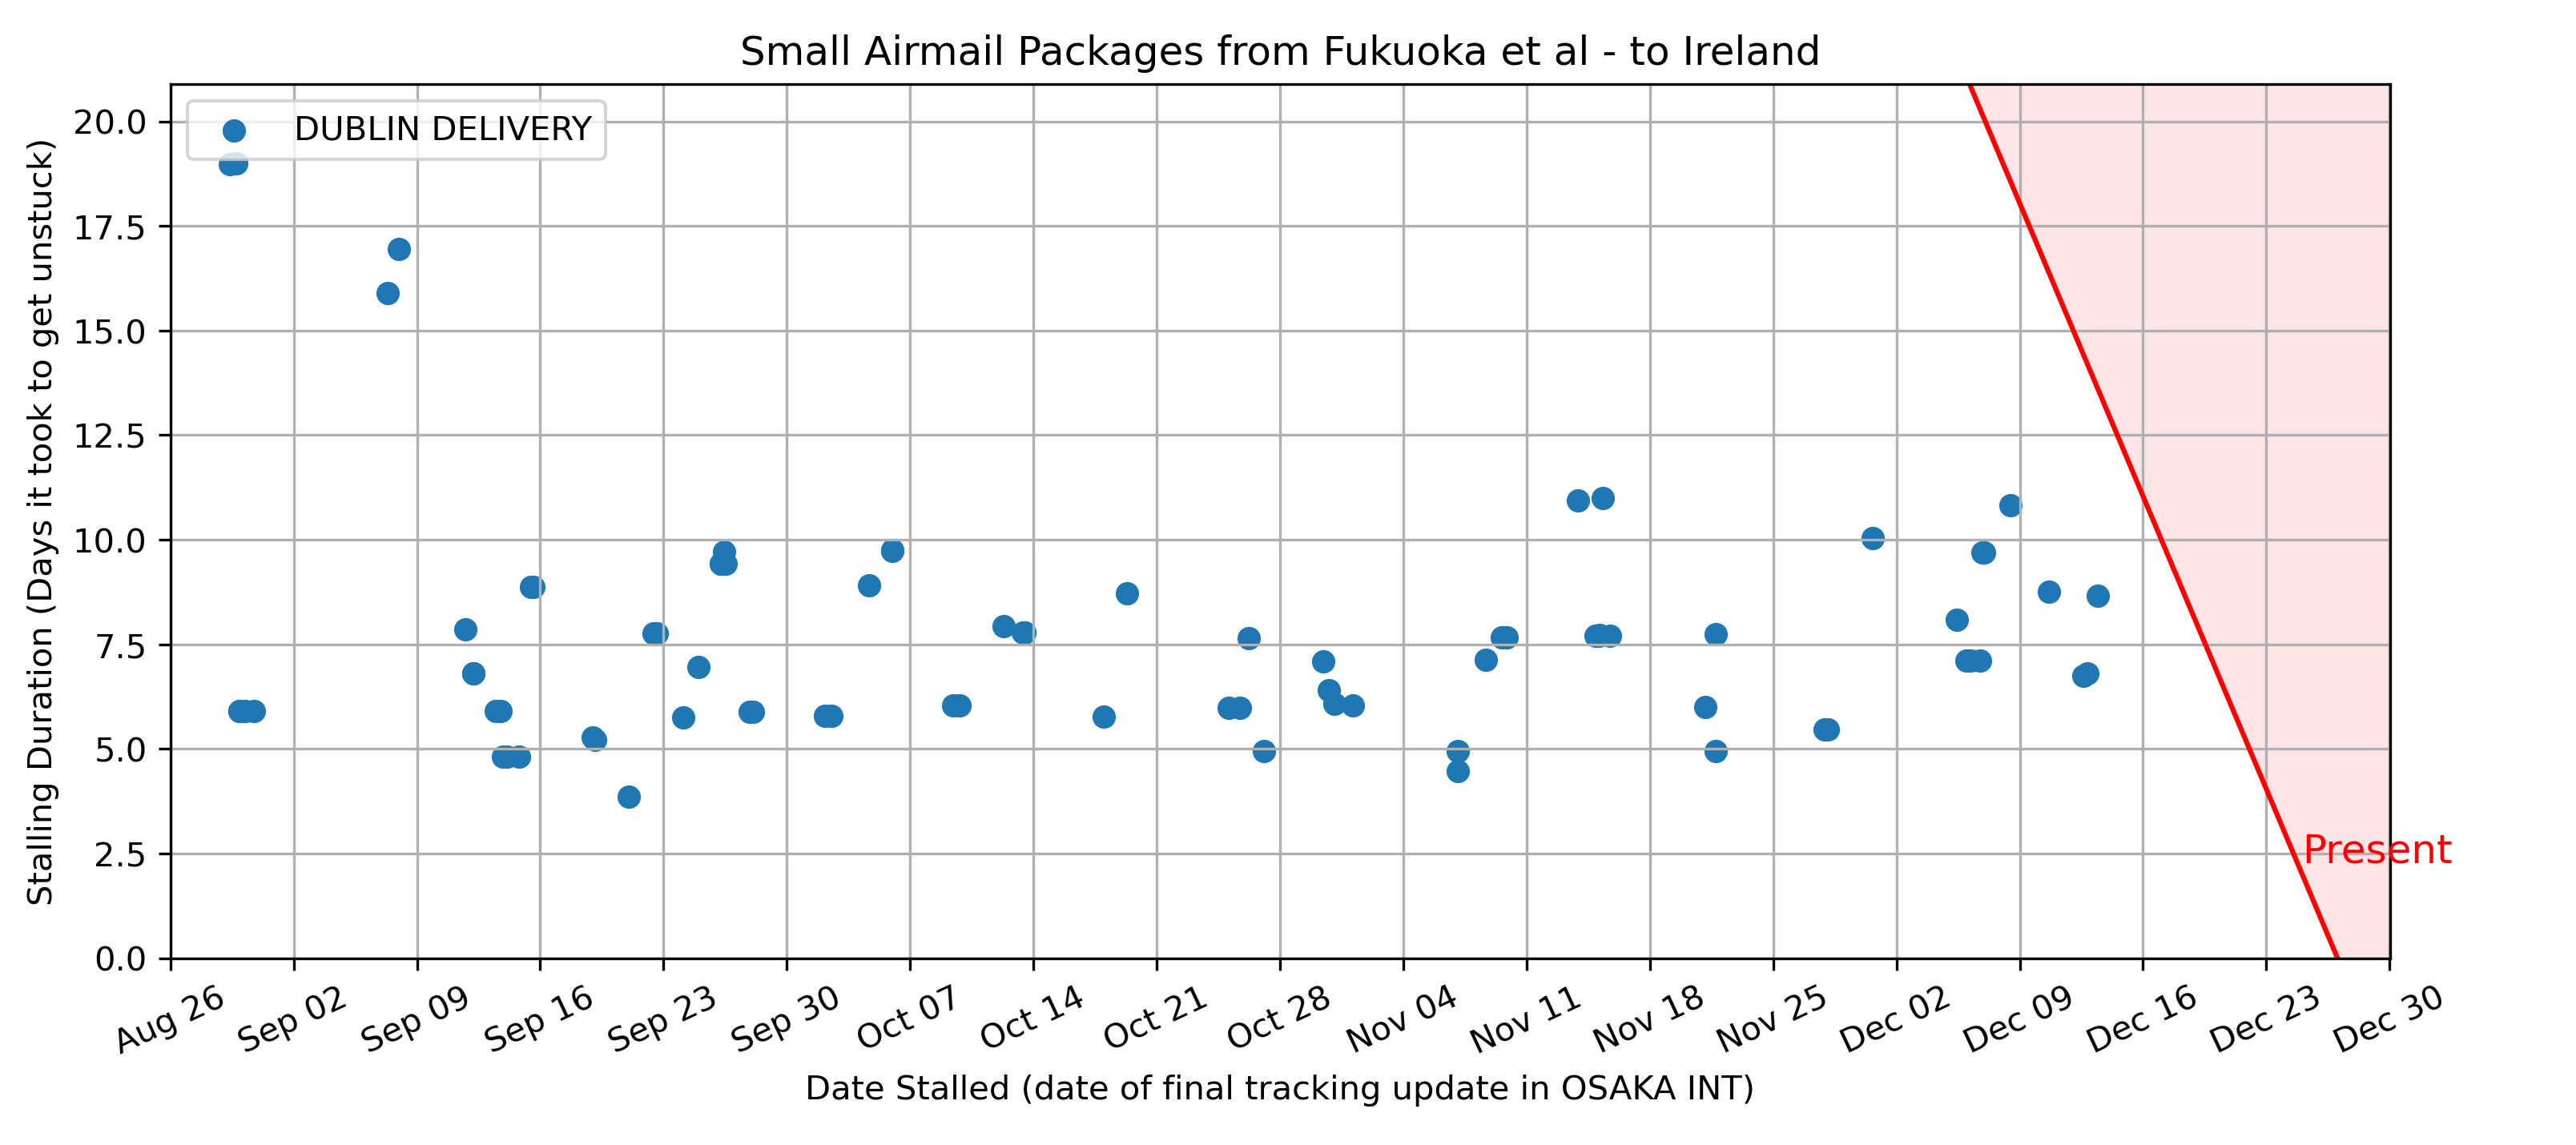 Small Airmail Packages from Fukuoka et al - to Ireland
DUBLIN DELIVERY
Stalling Duration (Days it took to get unstuck)
20.0
17.5
15.0
12.5
10.0
7.5
5.0
2.5
0.0
Present
Aug 26
Sep 02
Sep 09
Sep 16
Sep 23
Sep 30
Oct 07
Oct 14
Oct 21
Oct 28
Nov 04
Nov 11
Nov 18
Nov 25
Dec 02
Dec 09
Dec 16
Dec 23
Dec 30
Date Stalled (date of final tracking update in OSAKA INT)